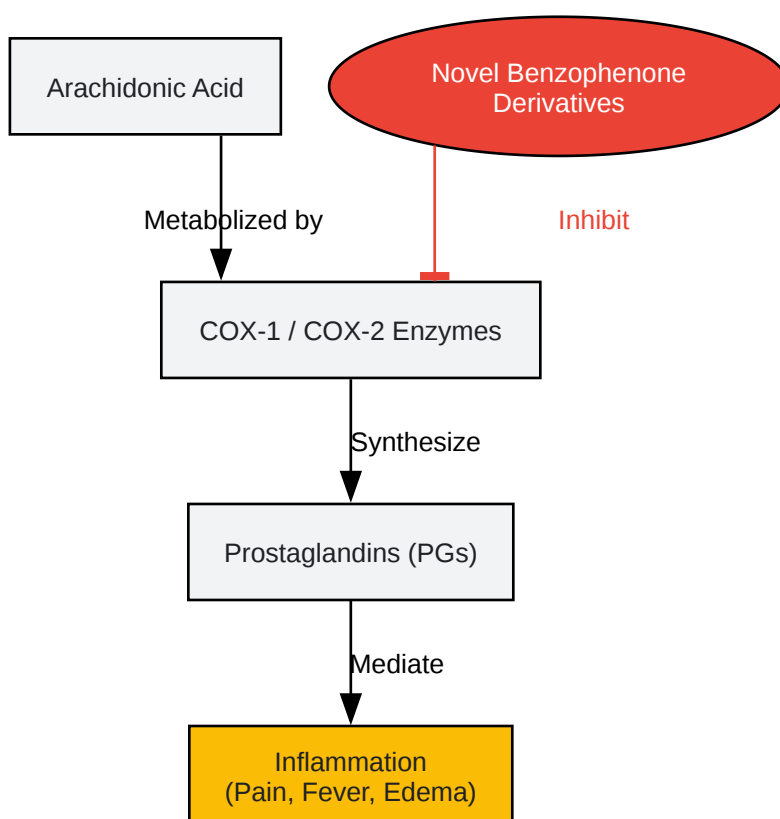 Arachidonic Acid
Novel Benzophenone
Derivatives
Metabolized by
Inhibit
COX-1 / COX-2 Enzymes
Synthesize
Prostaglandins (PGs)
Mediate
Inflammation
(Pain, Fever, Edema)